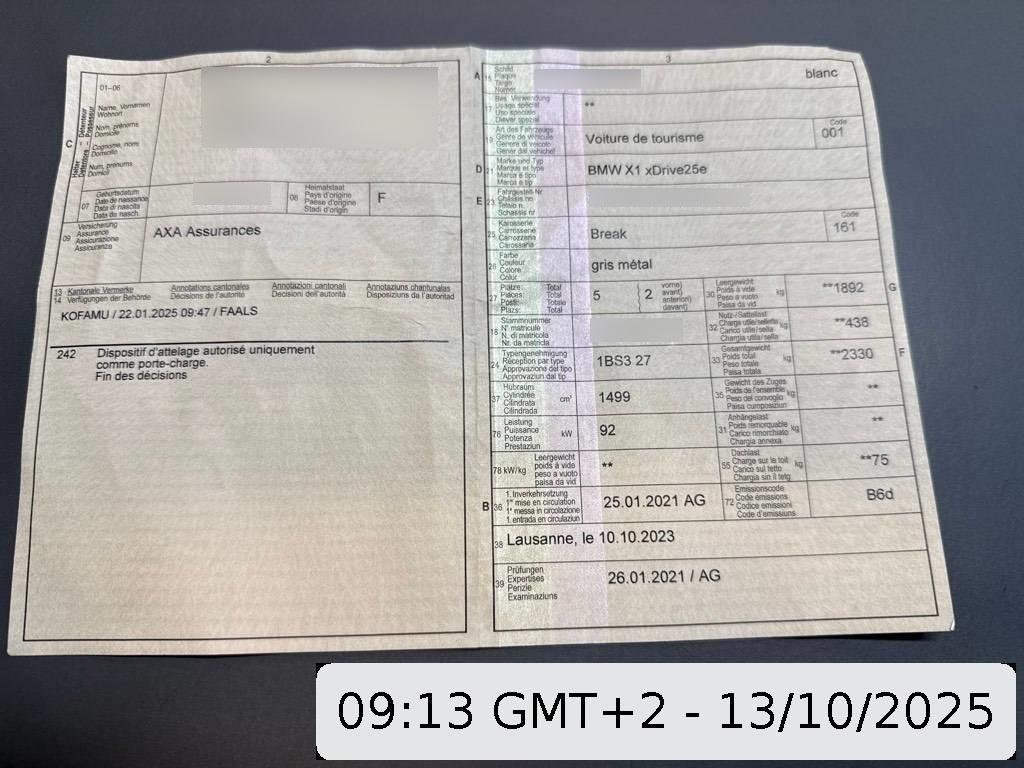 2
01-06
Name, Vornamen
Wohnort
Nom, prénoms
Domicile
Cognome, nomi
Domicilio
Num, prenums
Domicil
C
07
Geburtsdatum
Date de naissance
Data di nascita
Data da nasch.
08
Heimatstaat
Pays d'origine
Paese d'origine
Stadi d'origin
F
09
Versicherung
Assurance
Assicurazione
Assicuranza
AXA Assurances
13 Kantonale Vermerke Annotations cantonales Annotazioni cantonali Annotaziuns chantunalas
14 Verfügungen der Behörde Décisions de l'autorité Decisioni dell'autorità Disposiziuns da l'autoritad
KOFAMU / 22.01.2025 09:47 / FAALS
242 Dispositif d'attelage autorisé uniquement
comme porte-charge.
Fin des décisions
3
A 15
Schild
Plaque
Targa
Numer
blanc
17
Bes. Verwendung
Usage spécial
Uso speciale
Diever spezial
**
19
Art des Fahrzeugs
Genre de véhicule
Genere di veicolo
Gener dal vehichel
Voiture de tourisme
Code
001
D 21
Marke und Typ
Marque et type
Marca e tipo
Marca e tip
BMW X1 xDrive25e
E 23
Fahrgestell-Nr
Châssis no
Telaio n.
Schassis nr
25
Karosserie
Carrosserie
Carrozzeria
Carossaria
Break
Code
161
26
Farbe
Couleur
Colore
Colur
gris métal
27
Plätze: Total
Places: Total
Posti: Totale
Plazs: Total
5
2
vorne)
avant)
anteriori)
davant)
30
Leergewicht
Poids à vide
Peso a vuoto
Paisa da vid
kg
**1892
G
18
Stammnummer
N° matricule
N. di matricola
Nr. da matricla
32
Nutz-/Sattellast
Charge utile/sellette
Carico utile/sella
Chargia utila/sella
kg
**438
24
Typengenehmigung
Réception par type
Approvazione del tipo
Approvaziun dal tip
1BS3 27
33
Gesamtgewicht
Poids total
Peso totale
Paisa totala
kg
**2330
F
37
Hubraum
Cylindrée
Cilindrata
Cilindrada
cm³
1499
35
Gewicht des Zuges
Poids de l'ensemble
Peso del convoglio
Paisa cumposiziun
kg
**
76
Leistung
Puissance
Potenza
Prestaziun
kW
92
31
Anhängelast
Poids remorquable
Carico rimorchiato
Chargia annexa
kg
**
78 kW/kg
Leergewicht
poids à vide
peso a vuoto
paisa da vid
**
55
Dachlast
Charge sur le toit
Carico sul tetto
Chargia sin il tetg
kg
**75
B 36
1. Inverkehrsetzung
1re mise en circulation
1a messa in circolazione
1. entrada en circulaziun
25.01.2021 AG
72
Emissionscode
Code émissions
Codice emissioni
Code d'emissiuns
B6d
38 Lausanne, le 10.10.2023
39
Prüfungen
Expertises
Perizie
Examinaziuns
26.01.2021 / AG
09:13 GMT+2 - 13/10/2025